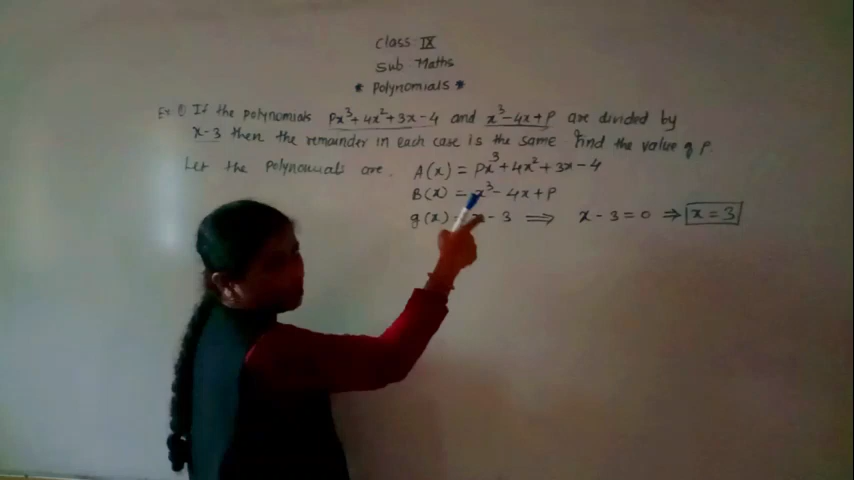 Class IX
Sub Maths
* Polynomials *
Ex ① If the polynomials Px³+4x²+3x-4 and x³-4x+P are divided by
x-3 then the remainder in each case is the same find the value of P.
Let the Polynomials are. A(x) = Px³+4x²+3x-4
B(x) = x³-4x+P
g(x) = x-3 ⟹ x-3=0 ⇒ x=3